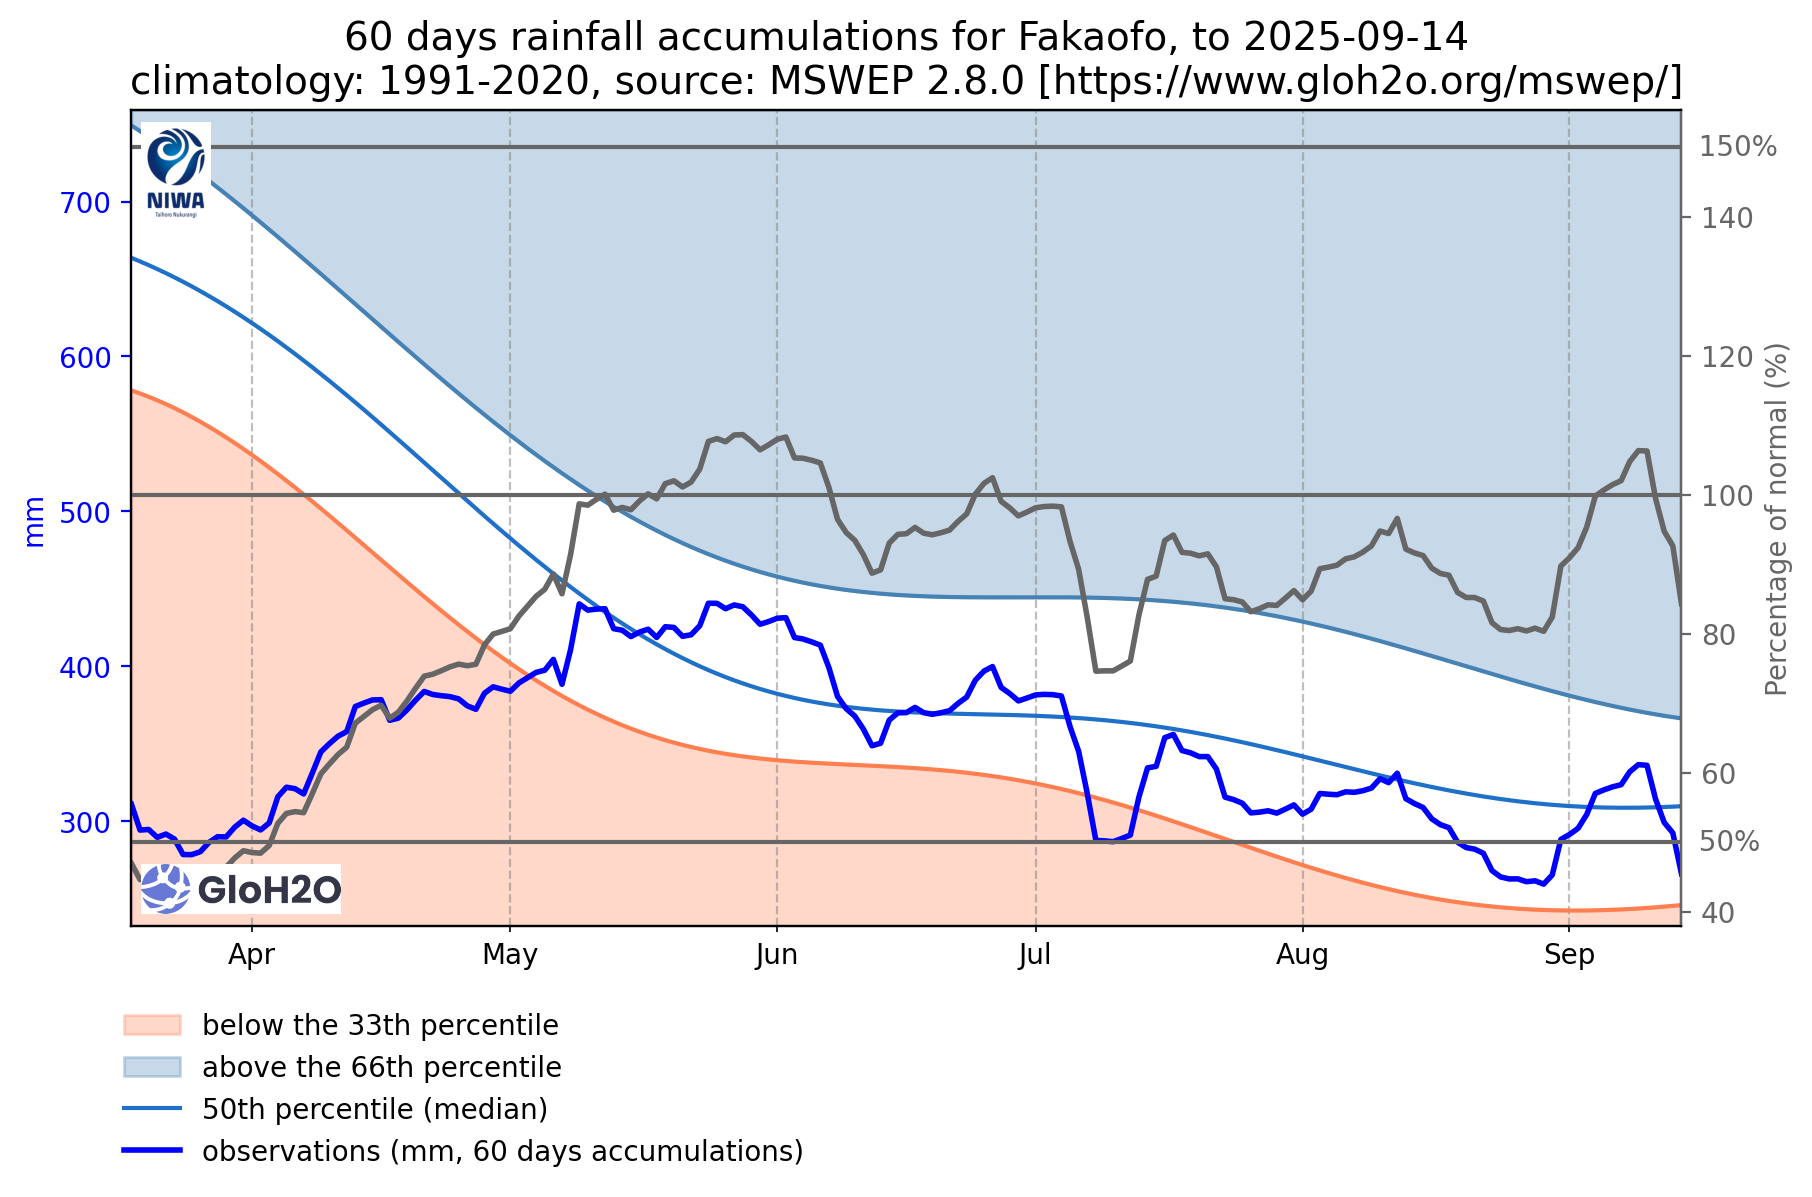 60 days rainfall accumulations for Fakaofo, to 2025-09-14
climatology: 1991-2020, source: MSWEP 2.8.0 [https://www.gloh2o.org/mswep/]
NIWA
Taihoro Nukurangi
150%
700
140
600
120
mm
500
100
Percentage of normal (%)
400
80
60
300
50%
GloH2O
40
Apr
May
Jun
Jul
Aug
Sep
below the 33th percentile
above the 66th percentile
50th percentile (median)
observations (mm, 60 days accumulations)